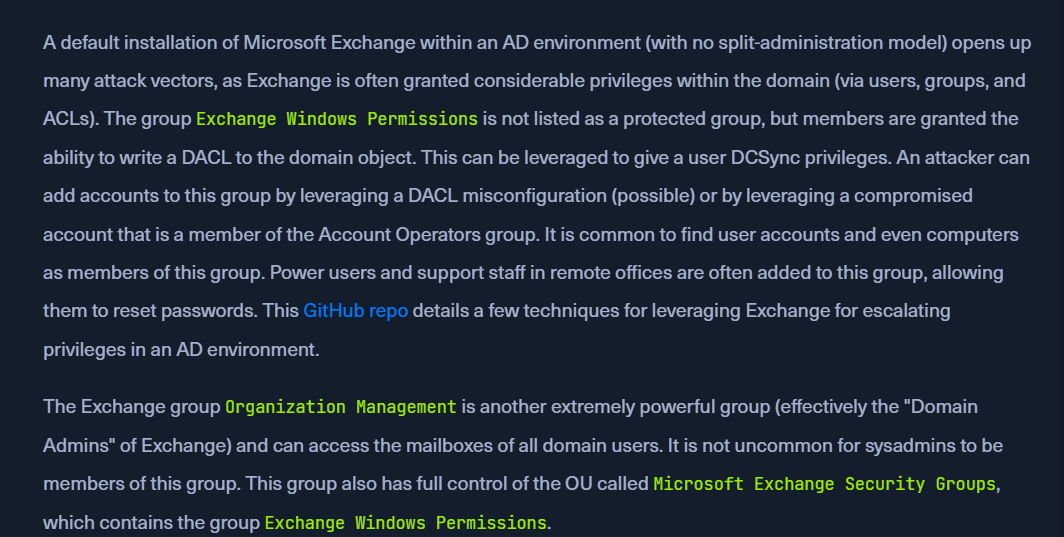 A default installation of Microsoft Exchange within an AD environment (with no split-administration model) opens up
many attack vectors, as Exchange is often granted considerable privileges within the domain (via users, groups, and
ACLs). The group Exchange Windows Permissions is not listed as a protected group, but members are granted the
ability to write a DACL to the domain object. This can be leveraged to give a user DCSync privileges. An attacker can
add accounts to this group by leveraging a DACL misconfiguration (possible) or by leveraging a compromised
account that is a member of the Account Operators group. It is common to find user accounts and even computers
as members of this group. Power users and support staff in remote offices are often added to this group, allowing
them to reset passwords. This GitHub repo details a few techniques for leveraging Exchange for escalating
privileges in an AD environment.
The Exchange group Organization Management is another extremely powerful group (effectively the "Domain
Admins" of Exchange) and can access the mailboxes of all domain users. It is not uncommon for sysadmins to be
members of this group. This group also has full control of the OU called Microsoft Exchange Security Groups,
which contains the group Exchange Windows Permissions.